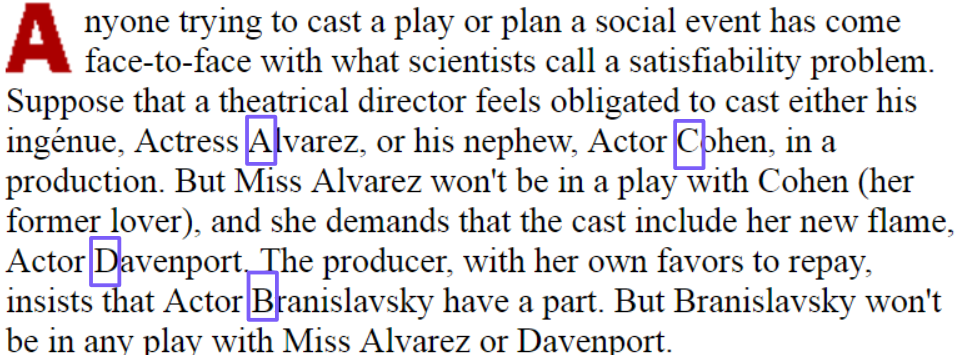 Anyone trying to cast a play or plan a social event has come
face-to-face with what scientists call a satisfiability problem.
Suppose that a theatrical director feels obligated to cast either his
ingénue, Actress Alvarez, or his nephew, Actor Cohen, in a
production. But Miss Alvarez won't be in a play with Cohen (her
former lover), and she demands that the cast include her new flame,
Actor Davenport. The producer, with her own favors to repay,
insists that Actor Branislavsky have a part. But Branislavsky won't
be in any play with Miss Alvarez or Davenport.